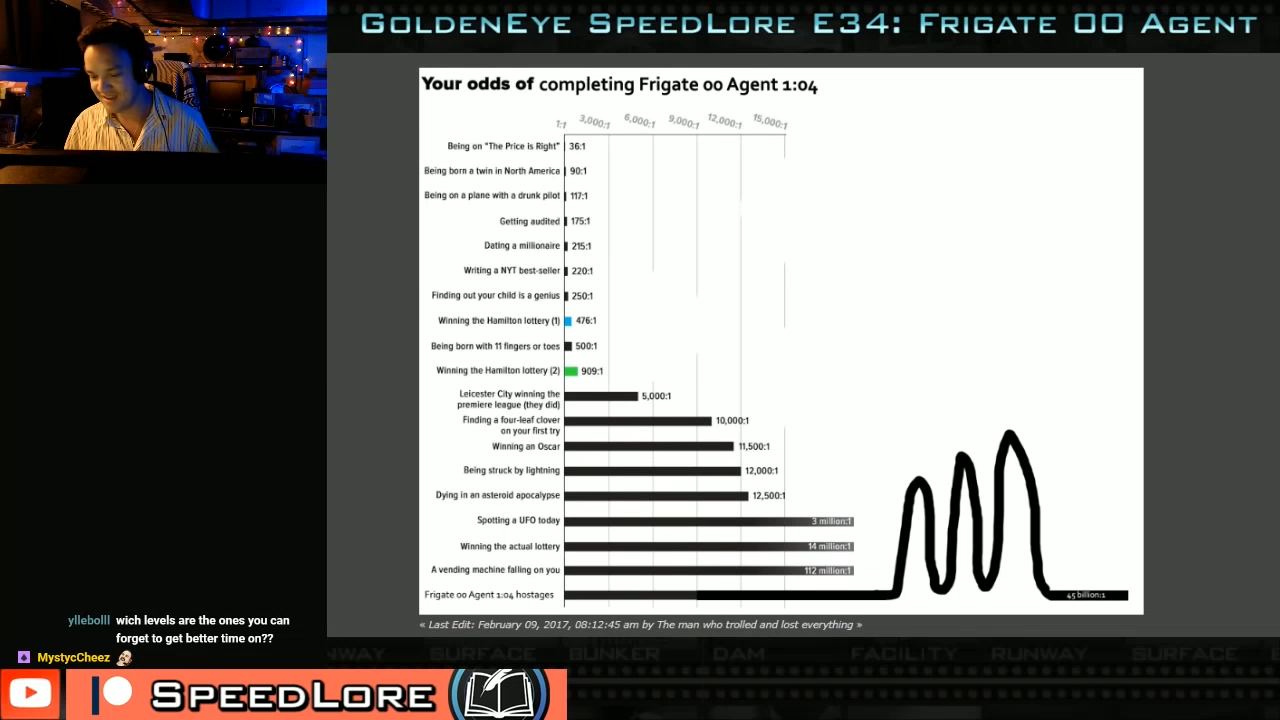 GoldenEye SpeedLore E34: Frigate 00 Agent
Your odds of completing Frigate 00 Agent 1:04
1:1 3,000:1 6,000:1 9,000:1 12,000:1 15,000:1
Being on "The Price is Right" 36:1
Being born a twin in North America 90:1
Being on a plane with a drunk pilot 117:1
Getting audited 175:1
Dating a millionaire 215:1
Writing a NYT best-seller 220:1
Finding out your child is a genius 250:1
Winning the Hamilton lottery (1) 476:1
Being born with 11 fingers or toes 500:1
Winning the Hamilton lottery (2) 909:1
Leicester City winning the
premiere league (they did) 5,000:1
Finding a four-leaf clover
on your first try 10,000:1
Winning an Oscar 11,500:1
Being struck by lightning 12,000:1
Dying in an asteroid apocalypse 12,500:1
Spotting a UFO today 3 million:1
Winning the actual lottery 14 million:1
A vending machine falling on you 112 million:1
Frigate 00 Agent 1:04 hostages 45 billion:1
« Last Edit: February 09, 2017, 08:12:45 am by The man who trolled and lost everything »
yllebolll wich levels are the ones you can
forget to get better time on??
MystycCheez
NWAY SURFACE BUNKER DAM FACILITY RUNWAY SURFACE
SpeedLore